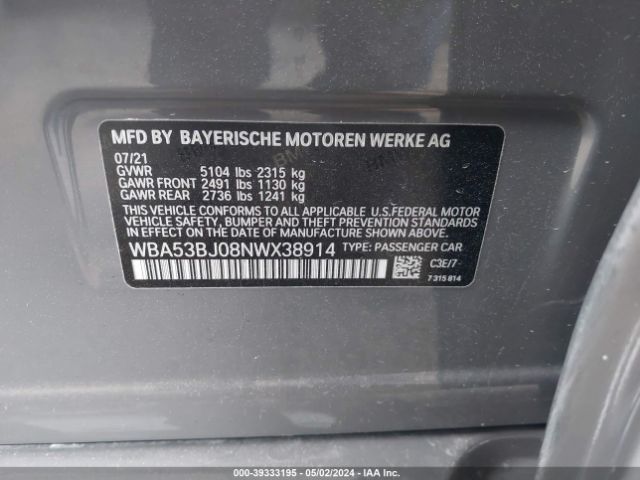 MFD BY BAYERISCHE MOTOREN WERKE AG
07/21
GVWR 5104 lbs 2315 kg
GAWR FRONT 2491 lbs 1130 kg
GAWR REAR 2736 lbs 1241 kg
THIS VEHICLE CONFORMS TO ALL APPLICABLE U.S.FEDERAL MOTOR
VEHICLE SAFETY, BUMPER AND THEFT PREVENTION STANDARDS
IN EFFECT ON THE DATE OF MANUFACTURE SHOWN ABOVE.
WBA53BJ08NWX38914 TYPE: PASSENGER CAR
C3E/7-
7 315 814
000-39333195 - 05/02/2024 - IAA Inc.